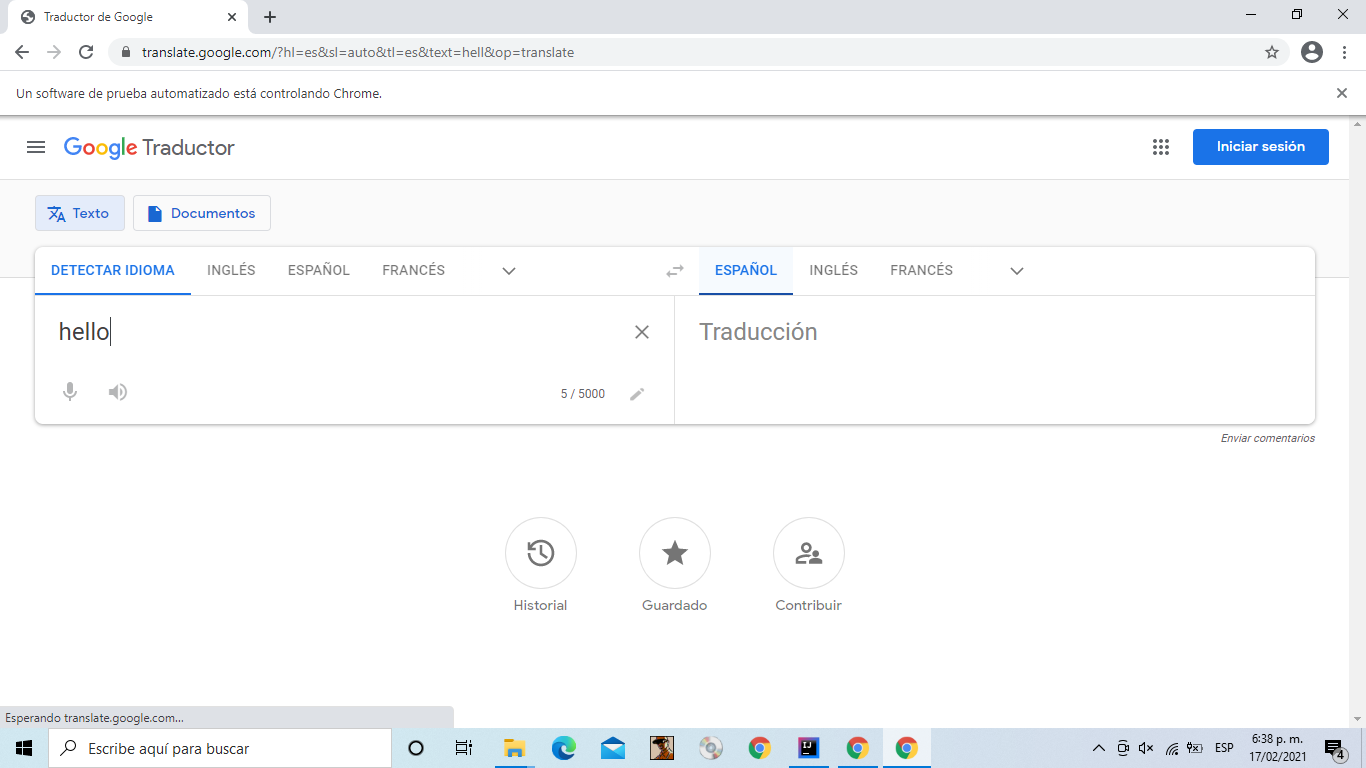 Traductor de Google
translate.google.com/?hl=es&sl=auto&tl=es&text=hell&op=translate
Un software de prueba automatizado está controlando Chrome.
Google Traductor
Iniciar sesión
Texto
Documentos
DETECTAR IDIOMA INGLÉS ESPAÑOL FRANCÉS
ESPAÑOL INGLÉS FRANCÉS
hello
Traducción
5 / 5000
Enviar comentarios
Historial
Guardado
Contribuir
Esperando translate.google.com...
Escribe aquí para buscar
ESP
6:38 p. m.
17/02/2021
4